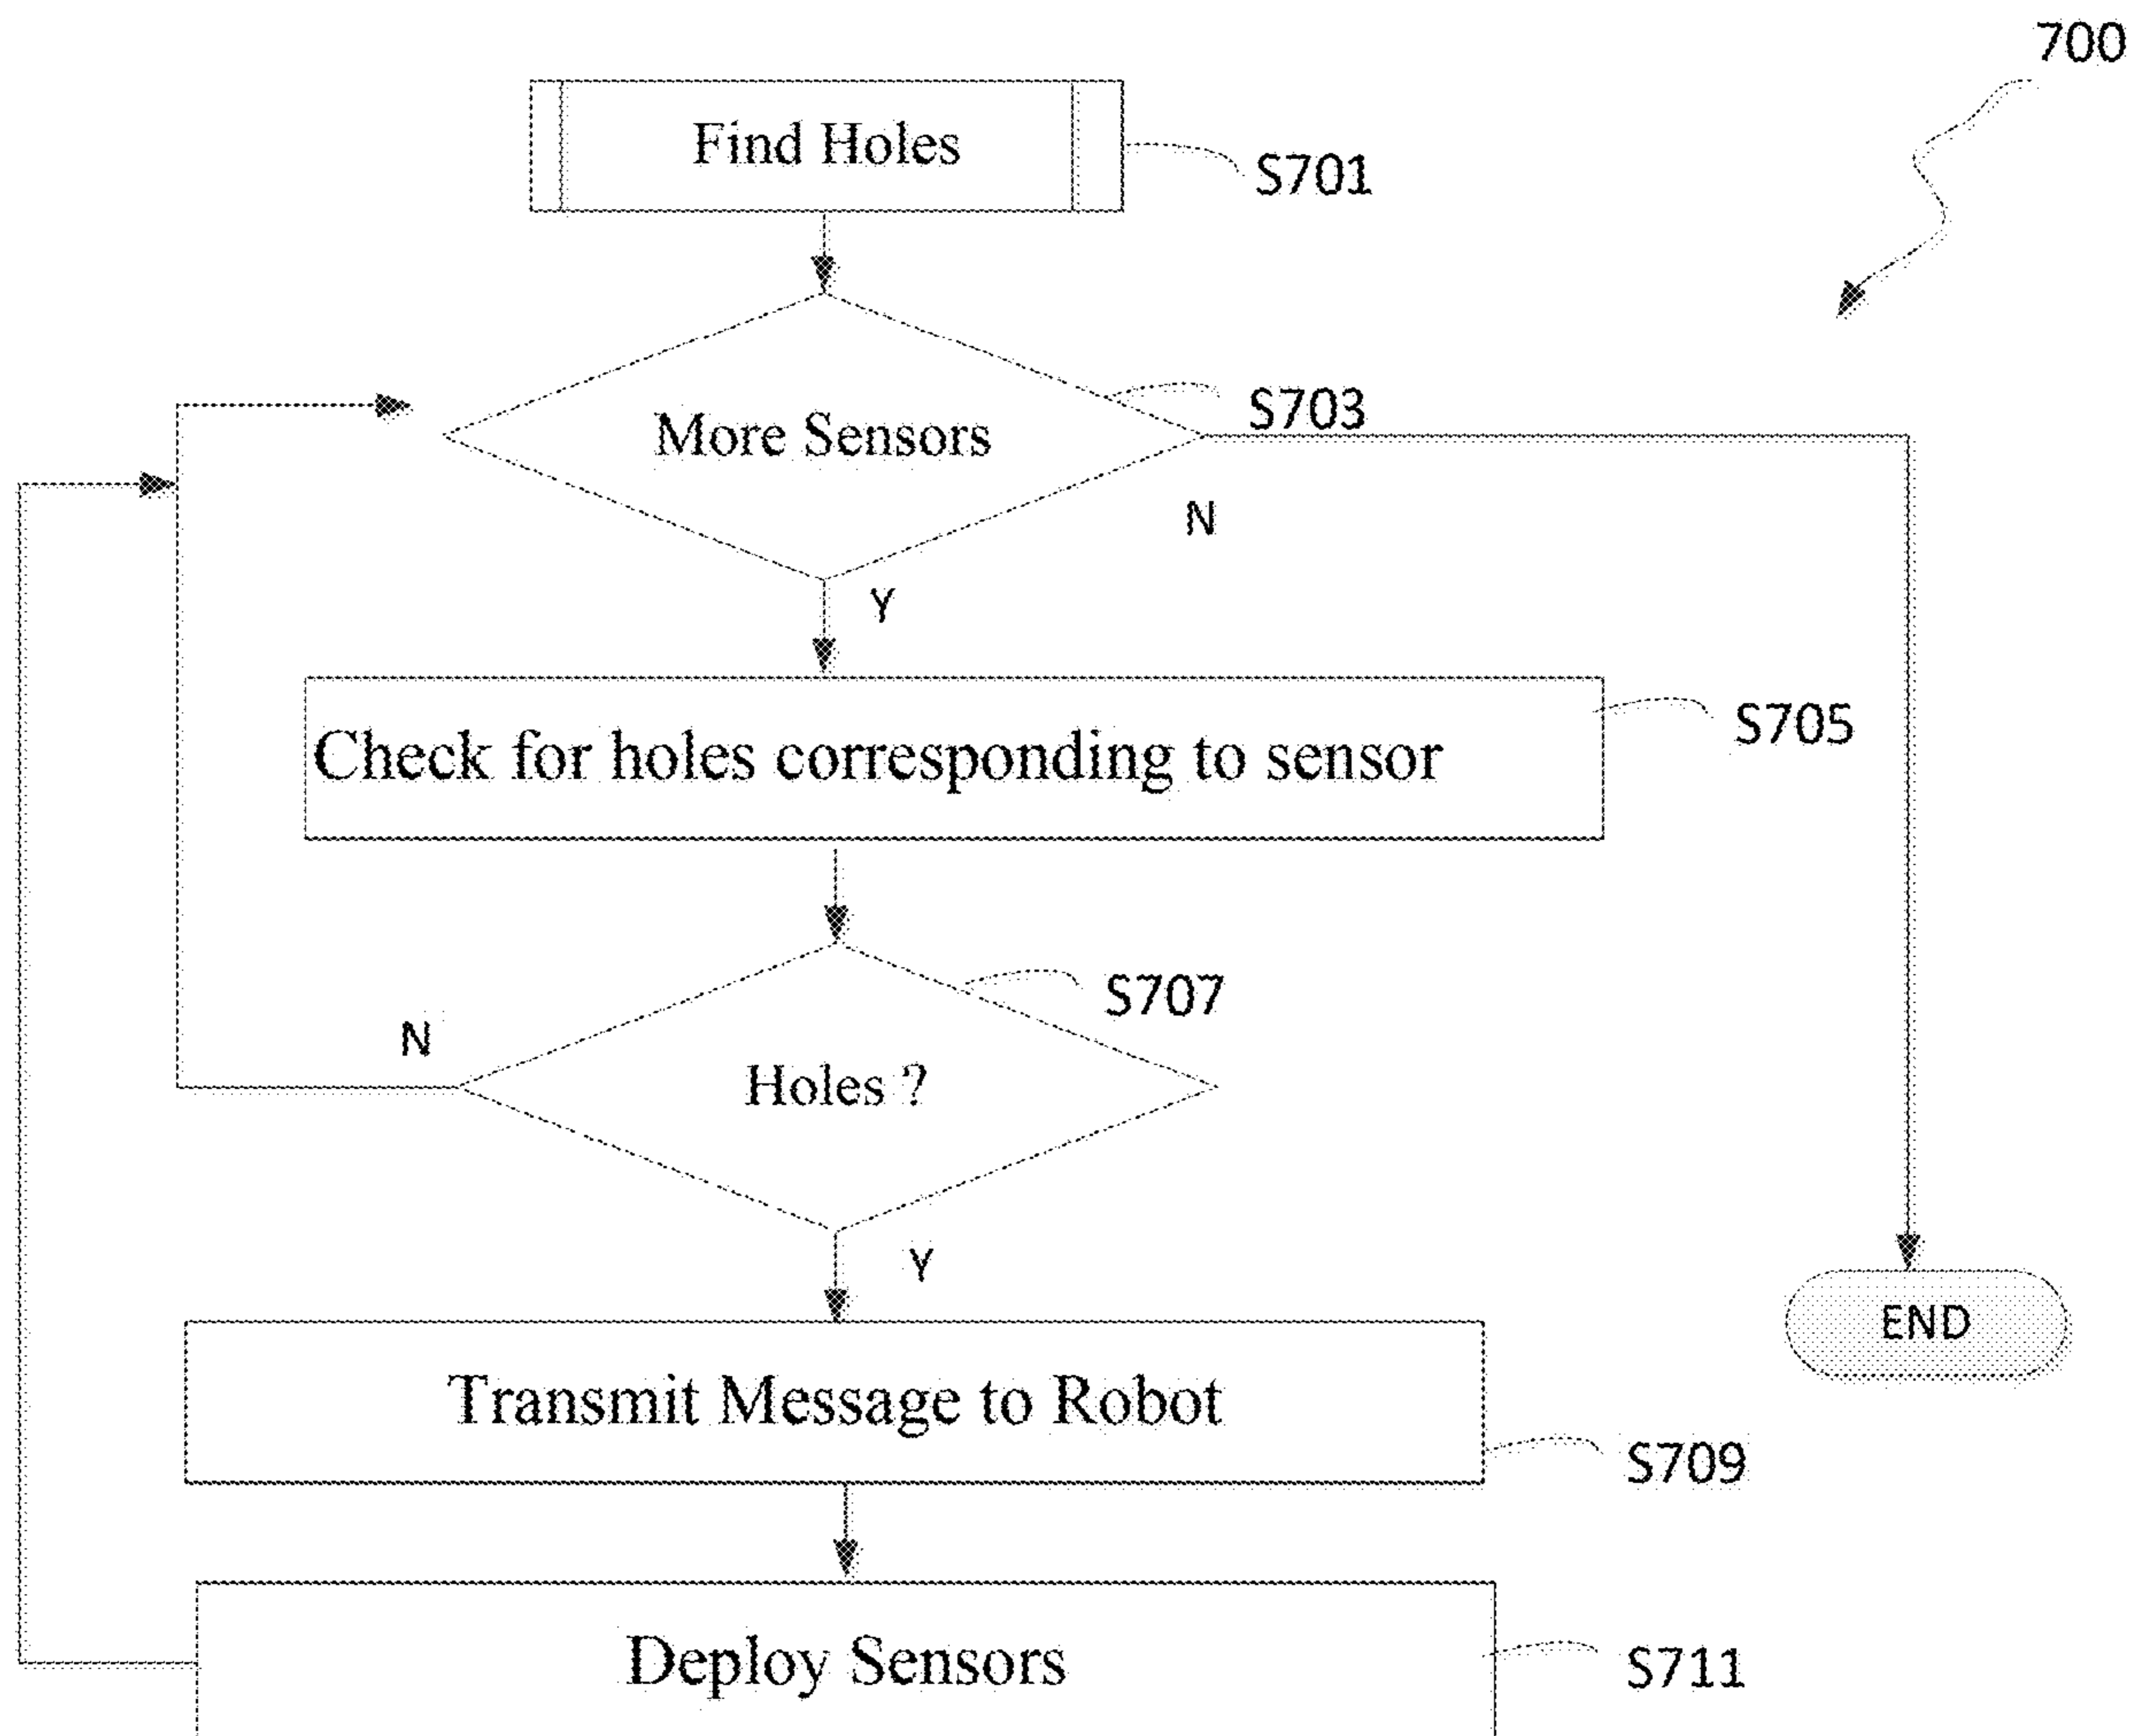 700
Find Holes
S701
More Sensors
S703
N
Y
Check for holes corresponding to sensor
S705
S707
N
Holes ?
Y
END
Transmit Message to Robot
S709
Deploy Sensors
S711